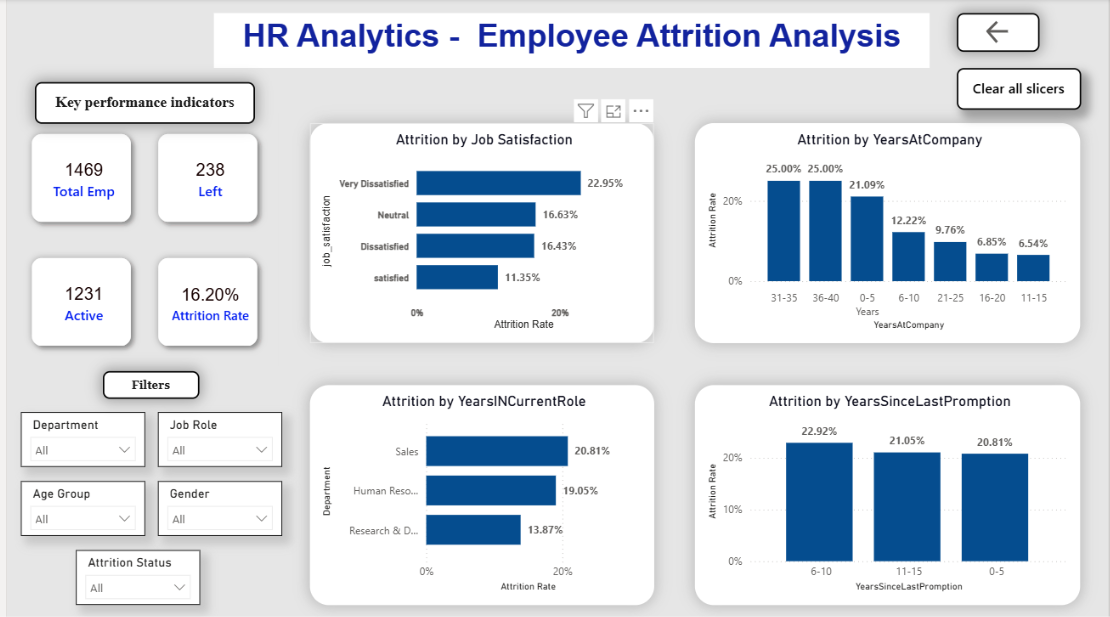 HR Analytics -  Employee Attrition Analysis
Clear all slicers
Key performance indicators
1469
Total Emp
238
Left
1231
Active
16.20%
Attrition Rate
Filters
Department
All
Job Role
All
Age Group
All
Gender
All
Attrition Status
All
Attrition by Job Satisfaction
job_satisfaction
Very Dissatisfied 22.95%
Neutral 16.63%
Dissatisfied 16.43%
satisfied 11.35%
0% 20%
Attrition Rate
Attrition by YearsAtCompany
Attrition Rate
20%
0%
25.00% 25.00% 21.09% 12.22% 9.76% 6.85% 6.54%
31-35 36-40 0-5 6-10 21-25 16-20 11-15
Years
YearsAtCompany
Attrition by YearsINCurrentRole
Department
Sales 20.81%
Human Reso... 19.05%
Research & D... 13.87%
0% 20%
Attrition Rate
Attrition by YearsSinceLastPromption
Attrition Rate
20%
10%
0%
22.92% 21.05% 20.81%
6-10 11-15 0-5
YearsSinceLastPromption